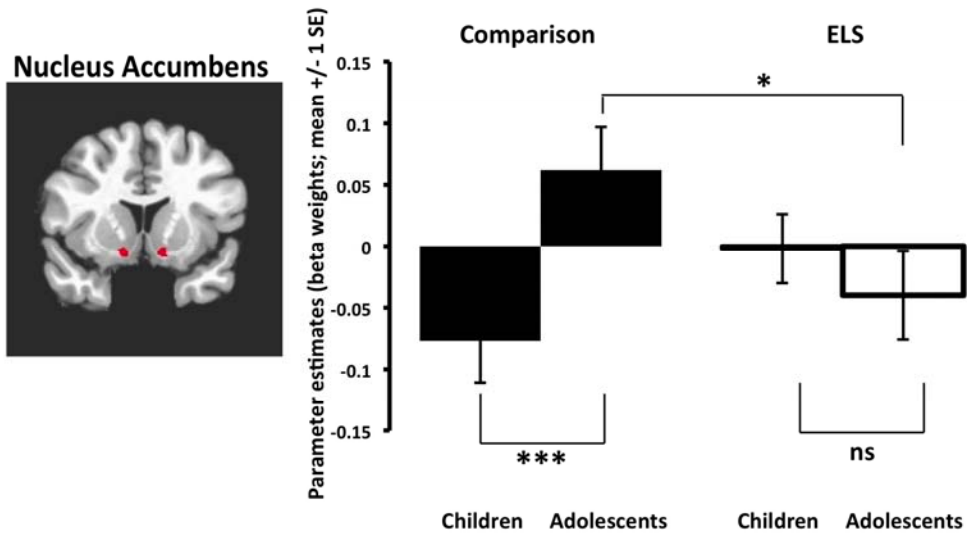 Nucleus Accumbens
Parameter estimates (beta weights; mean +/- 1 SE)
Comparison
ELS
0.15
0.1
0.05
0
-0.05
-0.1
-0.15
*
***
ns
Children
Adolescents
Children
Adolescents